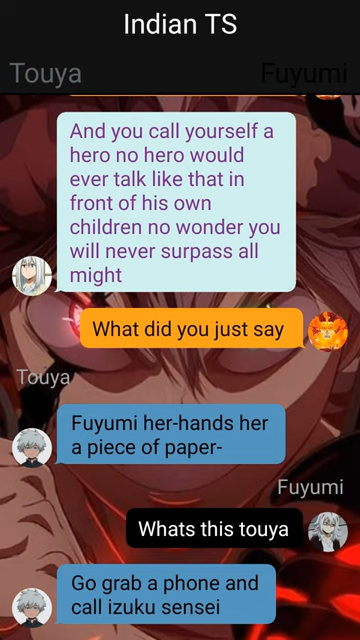 Indian TS
Touya
Fuyumi
And you call yourself a
hero no hero would
ever talk like that in
front of his own
children no wonder you
will never surpass all
might
What did you just say
Touya
Fuyumi her-hands her
a piece of paper-
Fuyumi
Whats this touya
Go grab a phone and
call izuku sensei